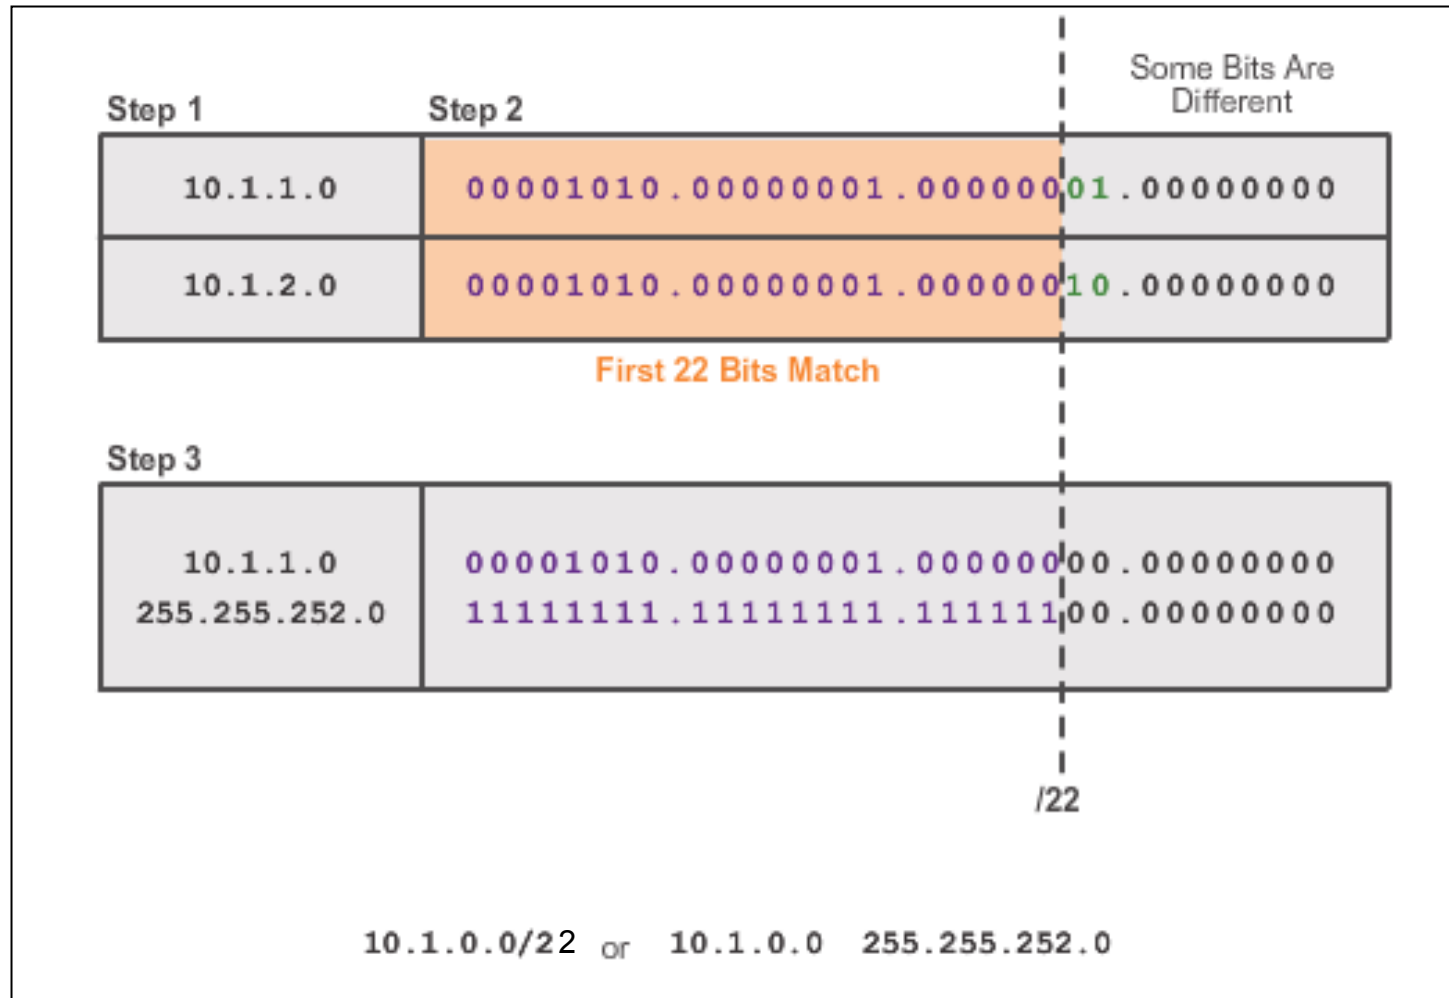 Some Bits Are
Different
Step 1 Step 2
10.1.1.0 00001010.00000001.00000001.00000000
10.1.2.0 00001010.00000001.00000010.00000000
First 22 Bits Match
Step 3
10.1.1.0 00001010.00000001.00000000.00000000
255.255.252.0 11111111.11111111.11111100.00000000
/22
10.1.0.0/22 or 10.1.0.0 255.255.252.0